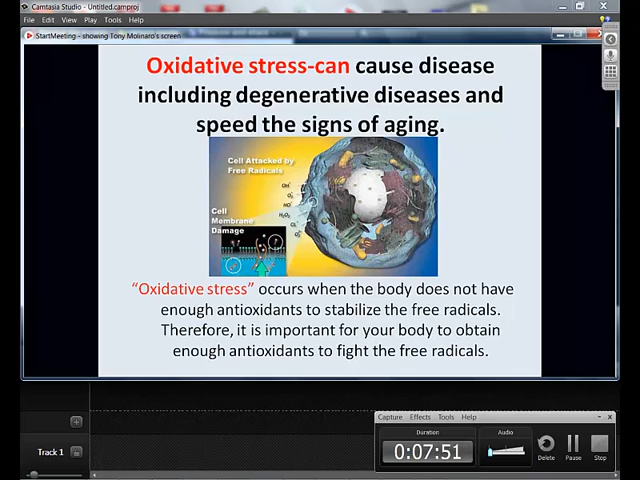 Camtasia Studio - Untitled.camproj
File Edit View Play Tools Help
StartMeeting - showing Tony Molinaro's screen
Oxidative stress-can cause disease
including degenerative diseases and
speed the signs of aging.
Cell Attacked by
Free Radicals
Cell
Membrane
Damage
"Oxidative stress" occurs when the body does not have
enough antioxidants to stabilize the free radicals.
Therefore, it is important for your body to obtain
enough antioxidants to fight the free radicals.
Capture Effects Tools Help
Duration
Audio
0:07:51
Delete Pause Stop
Track 1